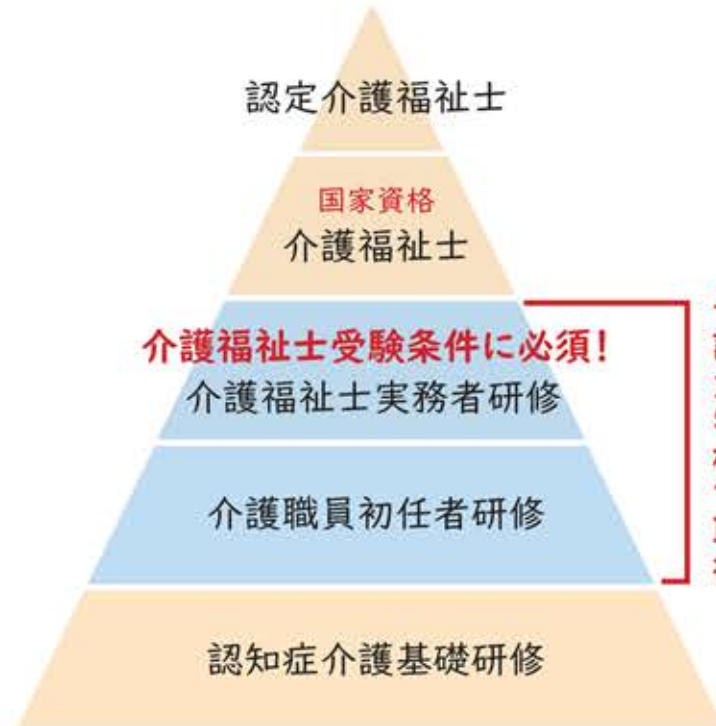 認定介護福祉士
国家資格
介護福祉士
介護福祉士受験条件に必須!
介護福祉士実務者研修
介護職員初任者研修
認知症介護基礎研修